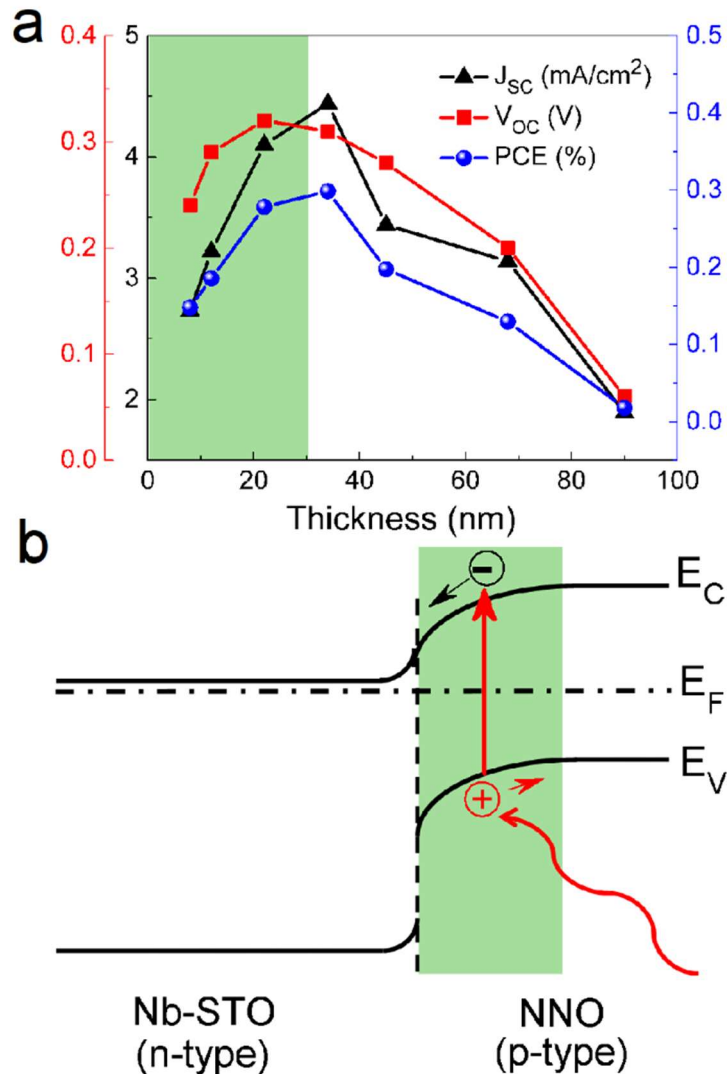 a
0.4
0.3
0.2
0.1
0.0
5
4
3
2
0.5
0.4
0.3
0.2
0.1
0.0
J_SC (mA/cm²)
V_OC (V)
PCE (%)
0 20 40 60 80 100
Thickness (nm)
b
−
E_C
E_F
E_V
+
Nb-STO NNO
(n-type) (p-type)